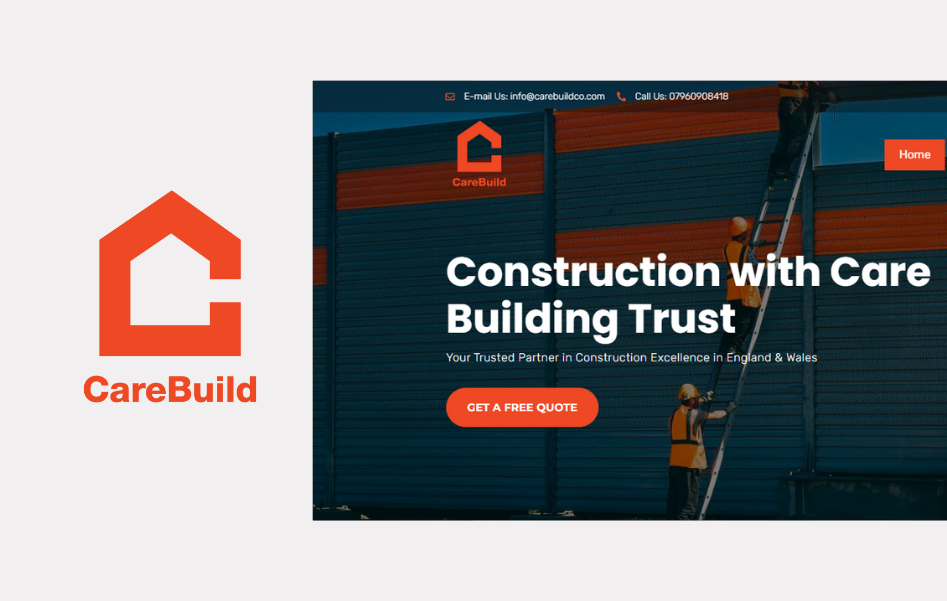 CareBuild
E-mail Us: info@carebuildco.com Call Us: 07960908418
CareBuild
Home
Construction with Care
Building Trust
Your Trusted Partner in Construction Excellence in England & Wales
GET A FREE QUOTE